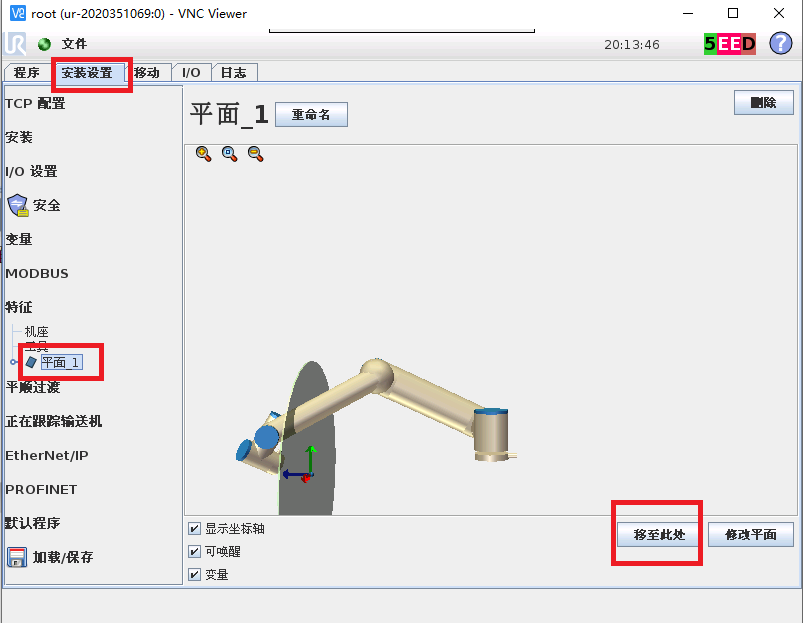 root (ur-2020351069:0) - VNC Viewer
文件
20:13:46
5EED
?
程序 安装设置 移动 I/O 日志
TCP 配置
安装
I/O 设置
安全
变量
MODBUS
特征
机座
工具
平面_1
平顺过渡
正在跟踪输送机
EtherNet/IP
PROFINET
默认程序
加载/保存
平面_1
重命名
删除
显示坐标轴
可唤醒
变量
移至此处
修改平面